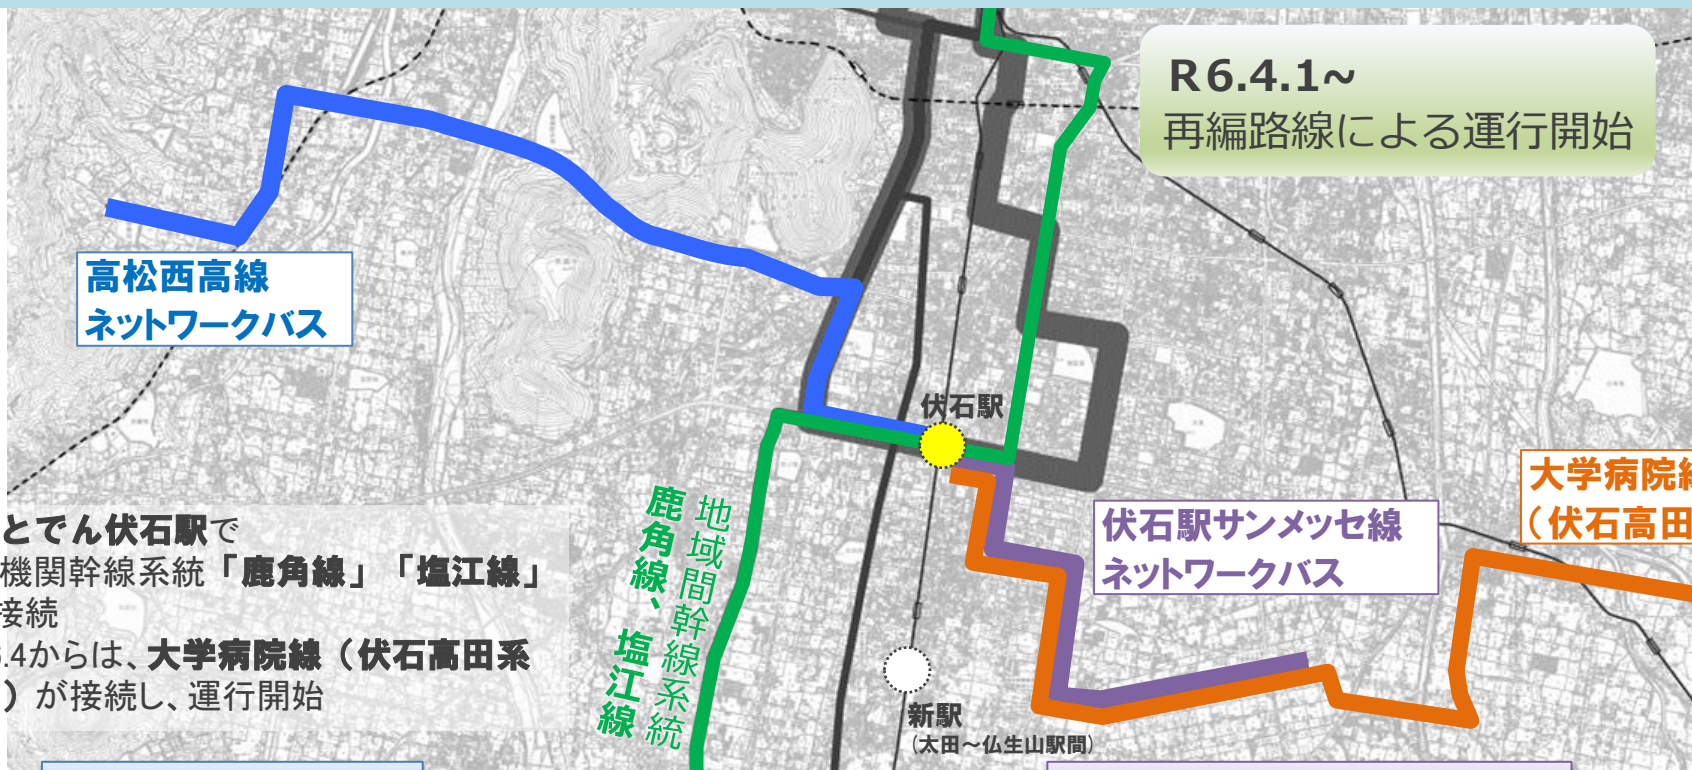 R6.4.1~
再編路線による運行開始
高松西高線
ネットワークバス
伏石駅
大学病院線
（伏石高田
伏石駅サンメッセ線
ネットワークバス
とでん伏石駅で
機関幹線系統「鹿角線」「塩江線」
接続
.4からは、大学病院線（伏石高田系
）が接続し、運行開始
地域間幹線系統
鹿角線、塩江線
新駅
（太田～仏生山駅間）